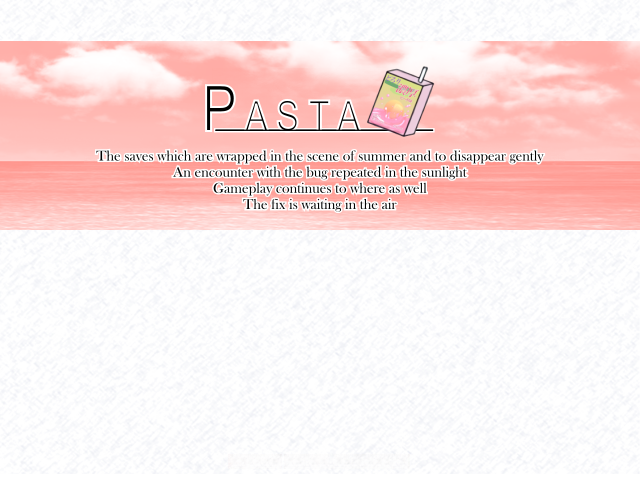 PASTA
The saves which are wrapped in the scene of summer and to disappear gently
An encounter with the bug repeated in the sunlight
Gameplay continues to where as well
The fix is waiting in the air